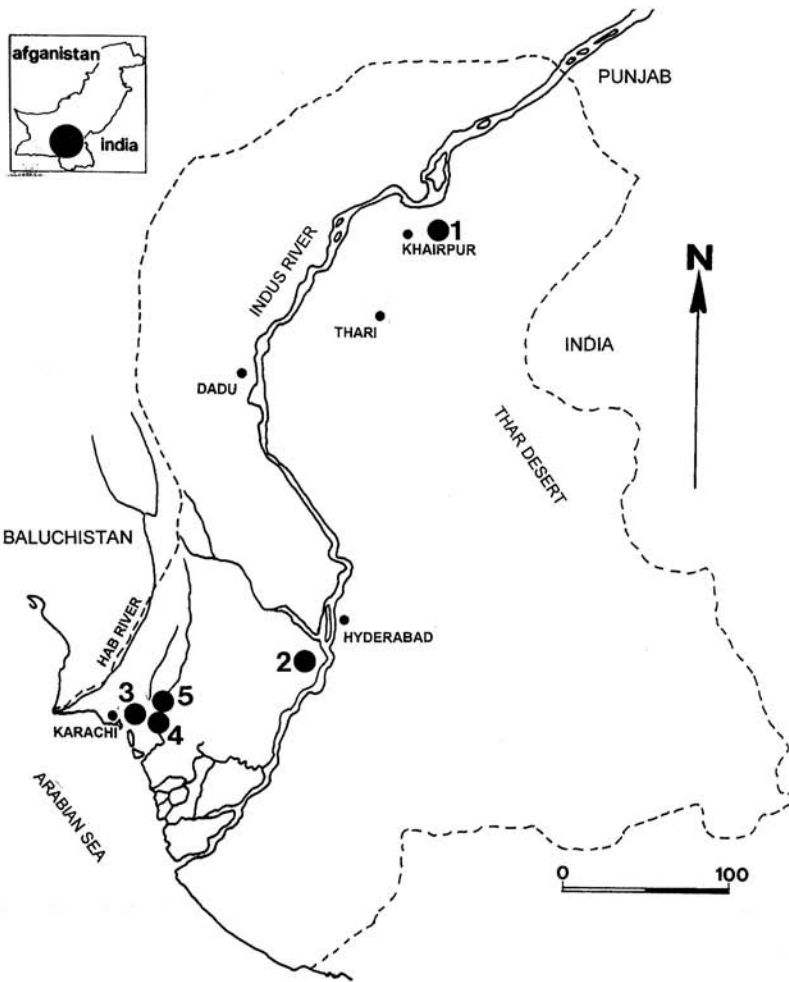 afganistan
india
PUNJAB
1
KHAIRPUR
N
INDUS RIVER
THARI
INDIA
DADU
THAR DESERT
BALUCHISTAN
HAB RIVER
HYDERABAD
2
3
5
KARACHI
4
ARABIAN SEA
0
100